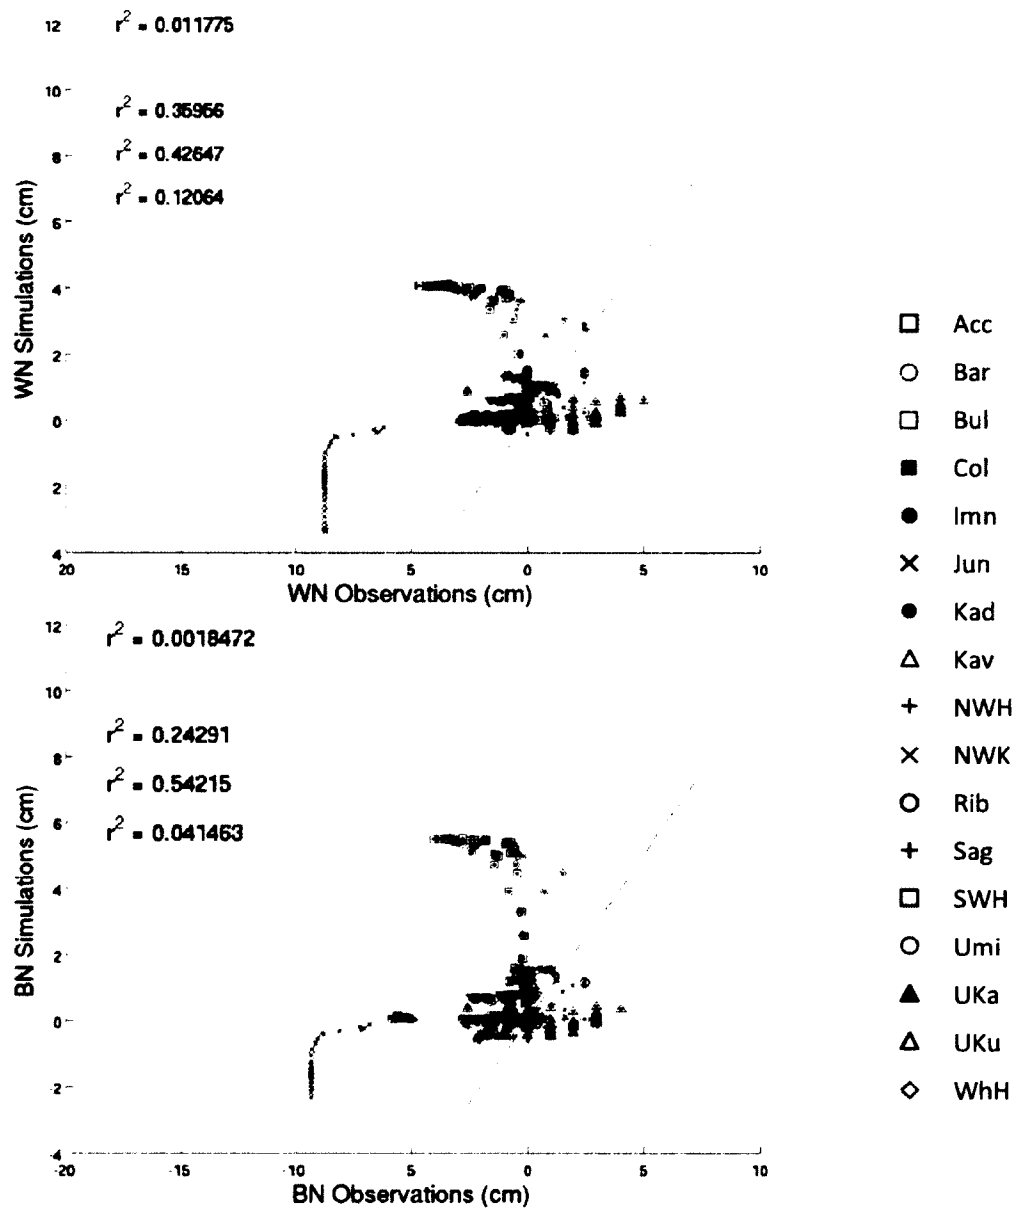 12
r² = 0.011775
10
r² = 0.35956
8
r² = 0.42647
r² = 0.12064
6
4
2
0
2
4
WN Simulations (cm)
20 15 10 5 0 5 10
WN Observations (cm)
12
r² = 0.0018472
10
r² = 0.24291
8
r² = 0.54215
6
r² = 0.041463
4
2
0
2
-4
BN Simulations (cm)
-20 -15 -10 5 0 5 10
BN Observations (cm)
Acc
Bar
Bul
Col
Imn
Jun
Kad
Kav
NWH
NWK
Rib
Sag
SWH
Umi
UKa
UKu
WhH